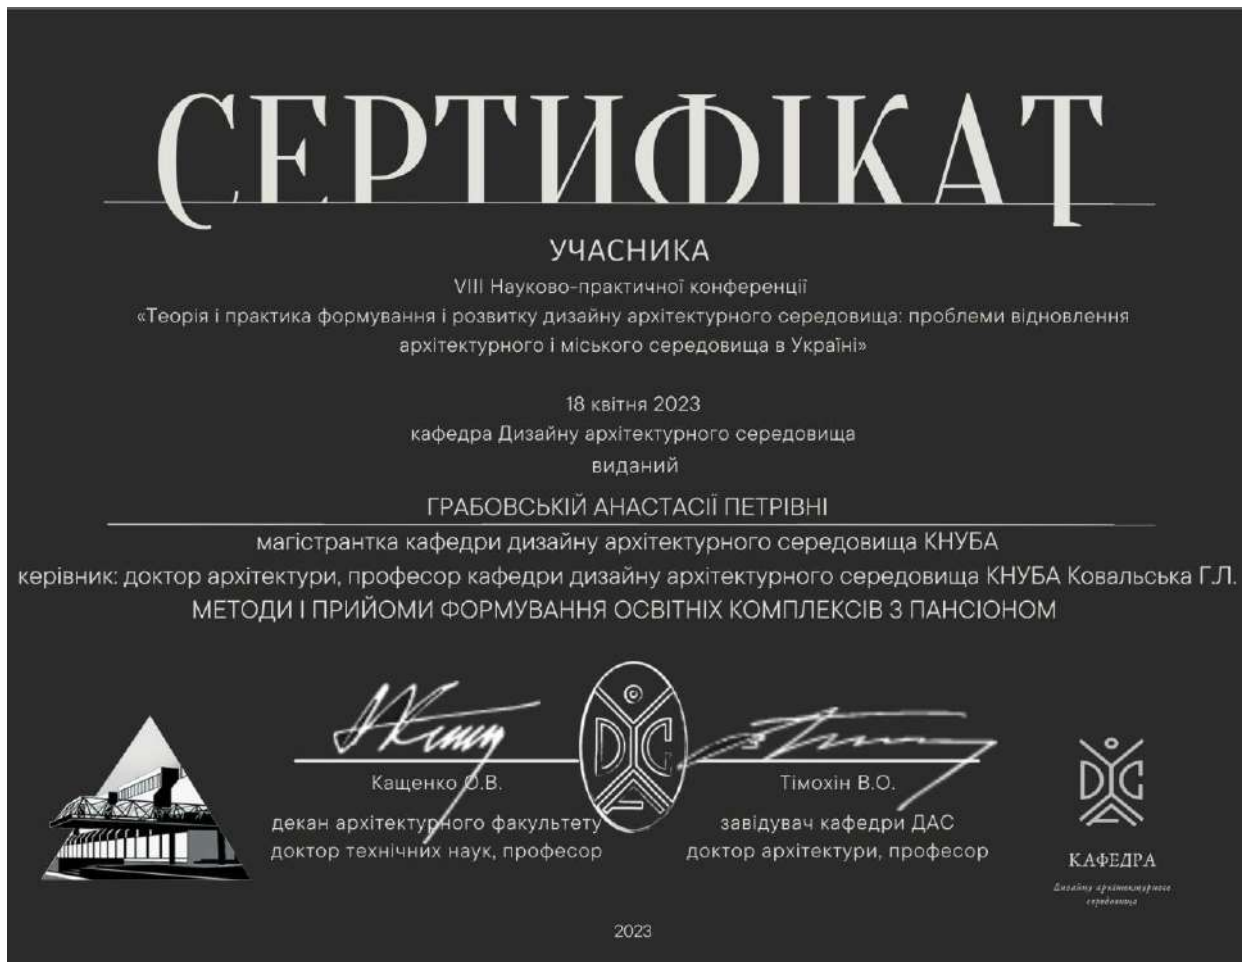 СЕРТИФІКАТ
УЧАСНИКА
VIII Науково-практичної конференції
«Теорія і практика формування і розвитку дизайну архітектурного середовища: проблеми відновлення
архітектурного і міського середовища в Україні»
18 квітня 2023
кафедра Дизайну архітектурного середовища
виданий
ГРАБОВСЬКІЙ АНАСТАСІЇ ПЕТРІВНІ
магістрантка кафедри дизайну архітектурного середовища КНУБА
керівник: доктор архітектури, професор кафедри дизайну архітектурного середовища КНУБА Ковальська Г.Л.
МЕТОДИ І ПРИЙОМИ ФОРМУВАННЯ ОСВІТНІХ КОМПЛЕКСІВ З ПАНСІОНОМ
Кащенко О.В.
декан архітектурного факультету
доктор технічних наук, професор
Тімохін В.О.
завідувач кафедри ДАС
доктор архітектури, професор
КАФЕДРА
Дизайну архітектурного
середовища
2023